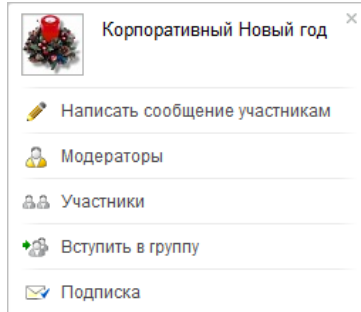 Корпоративный Новый год
Написать сообщение участникам
Модераторы
Участники
Вступить в группу
Подписка